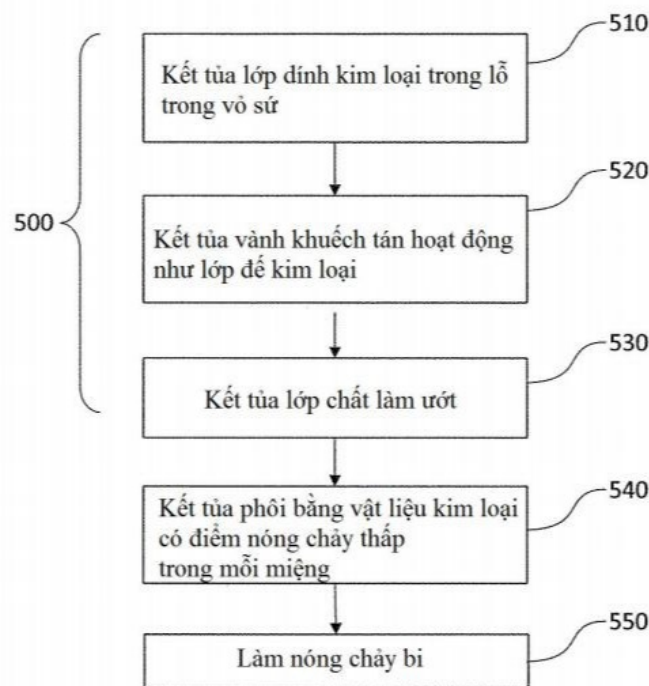 510
Kết tủa lớp dính kim loại trong lỗ
trong vỏ sứ
520
500
Kết tủa vành khuếch tán hoạt động
như lớp đế kim loại
530
Kết tủa lớp chất làm ướt
540
Kết tủa phôi bằng vật liệu kim loại
có điểm nóng chảy thấp
trong mỗi miệng
550
Làm nóng chảy bi